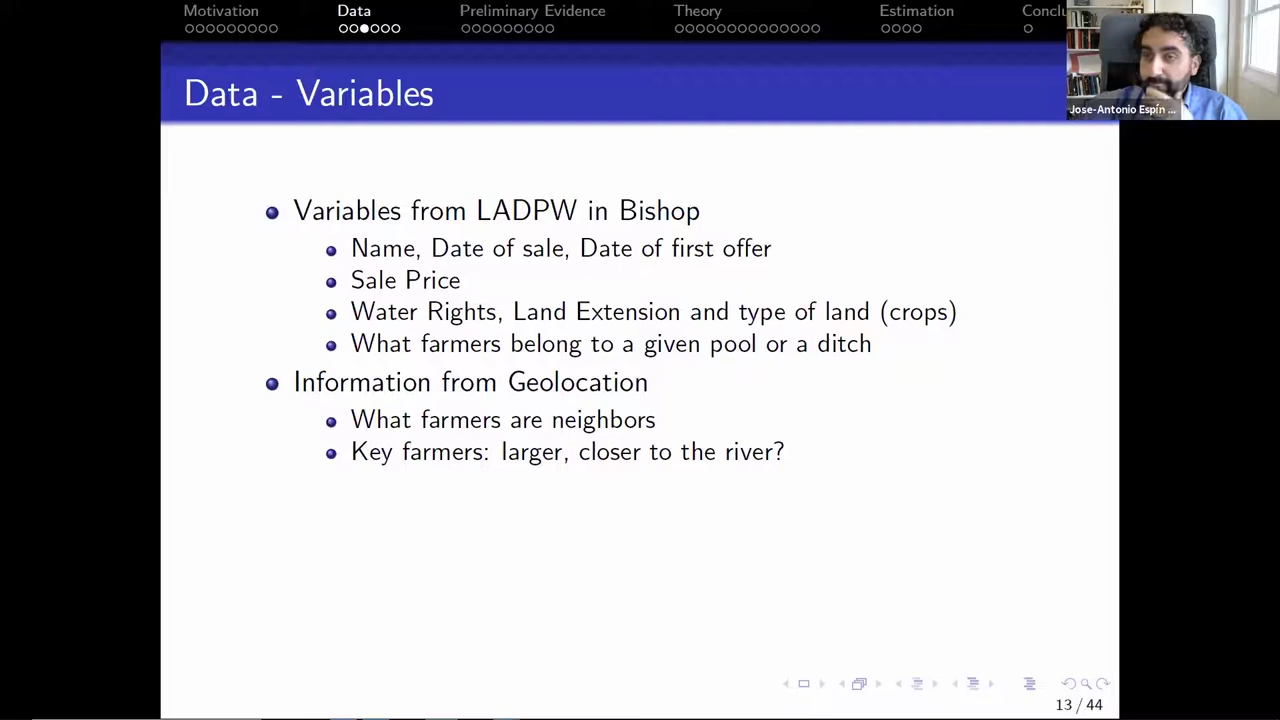 Motivation Data Preliminary Evidence Theory Estimation Conclu
Jose-Antonio Espín ...
Data - Variables
Variables from LADPW in Bishop
Name, Date of sale, Date of first offer
Sale Price
Water Rights, Land Extension and type of land (crops)
What farmers belong to a given pool or a ditch
Information from Geolocation
What farmers are neighbors
Key farmers: larger, closer to the river?
13 / 44